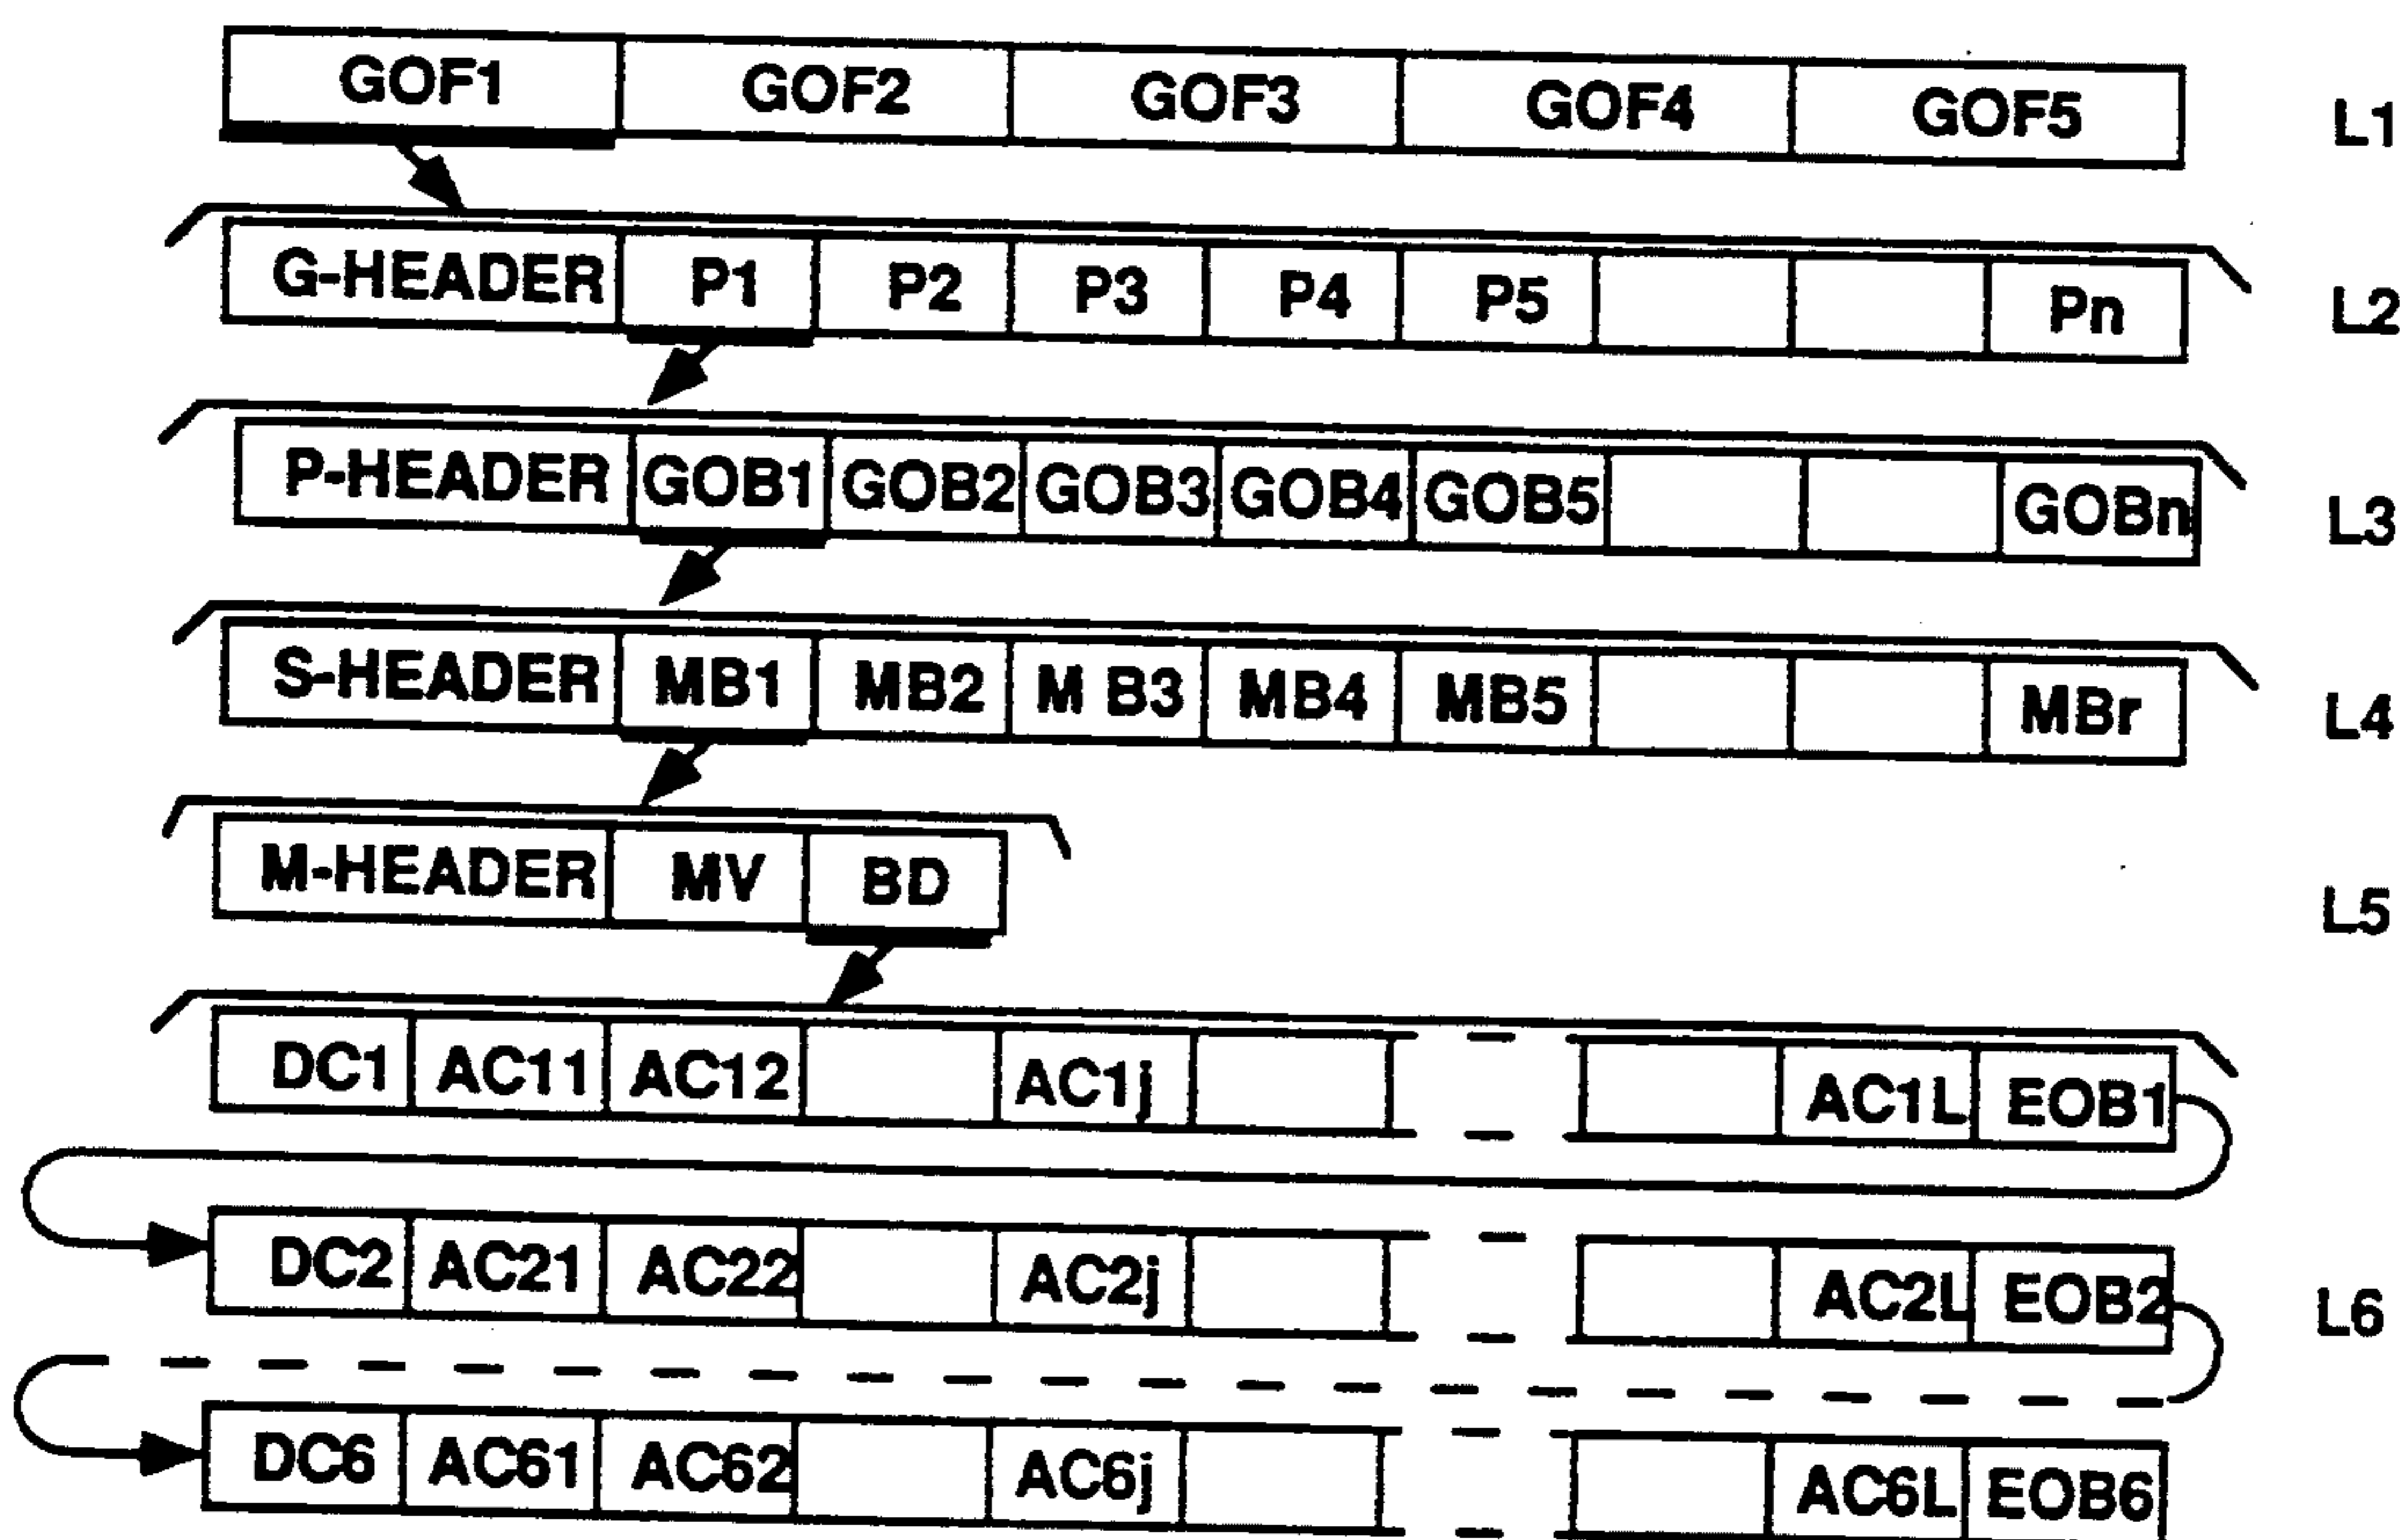 GOF1 GOF2 GOF3 GOF4 GOF5 L1
G-HEADER P1 P2 P3 P4 P5 Pn L2
P-HEADER GOB1 GOB2 GOB3 GOB4 GOB5 GOBn L3
S-HEADER MB1 MB2 M B3 MB4 MB5 MBr L4
M-HEADER MV BD L5
DC1 AC11 AC12 AC1j AC1L EOB1
DC2 AC21 AC22 AC2j AC2L EOB2 L6
DC6 AC61 AC62 AC6j AC6L EOB6